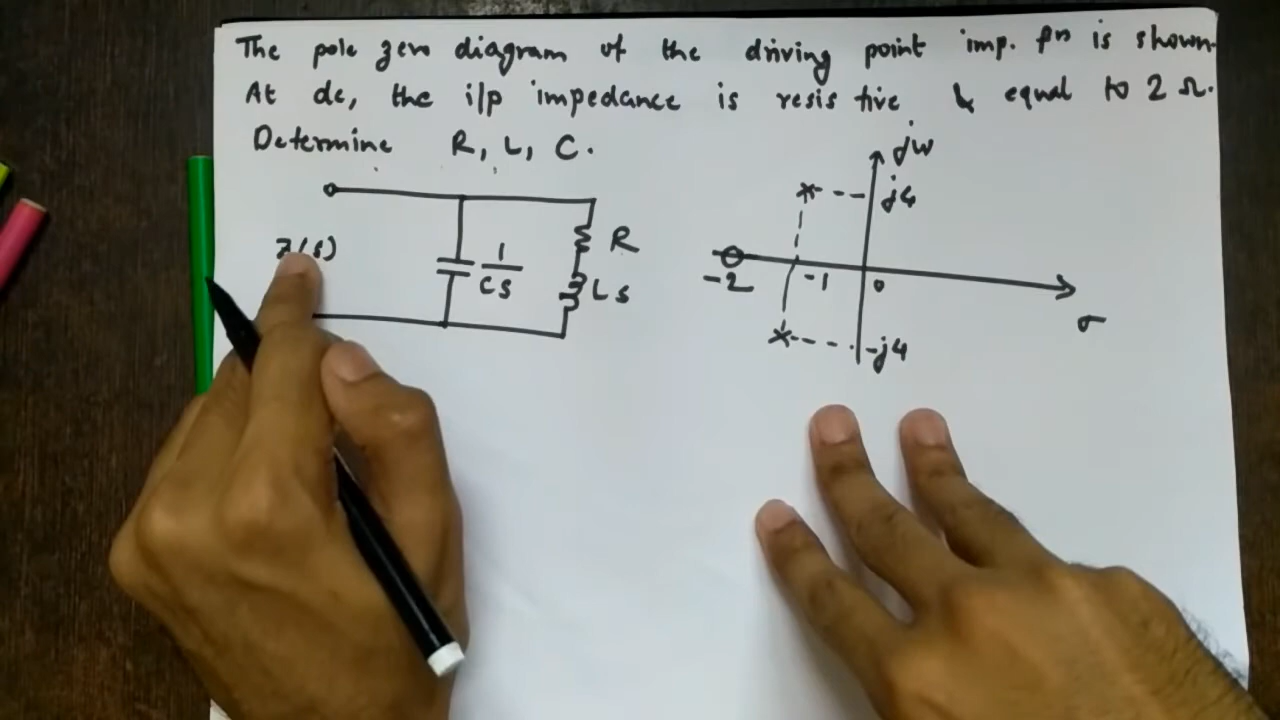 The pole zero diagram of the driving point imp. fn is shown.
At dc, the i/p impedance is resistive & equal to 2 Ω.
Determine R, L, C.
jω
j4
Z(s)
1
CS
R
LS
-2
-1
0
σ
-j4